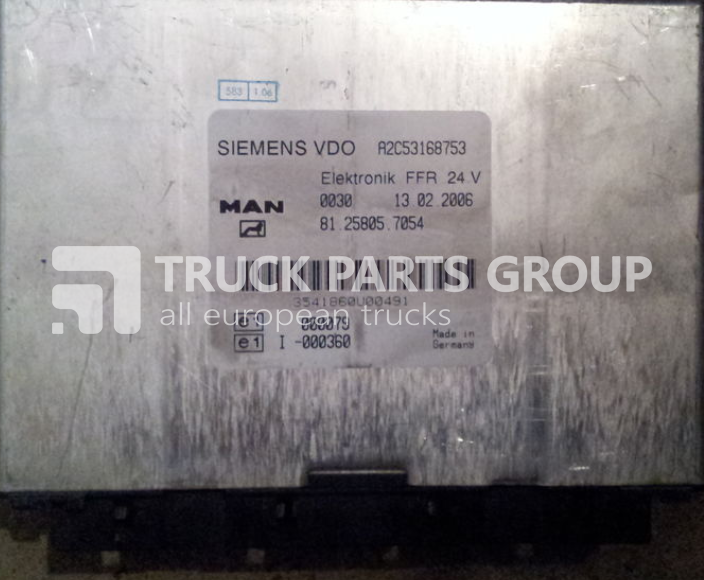 583 1.06
SIEMENS VDO A2C53168753
Elektronik FFR 24 V
MAN 0030 13.02.2006
81.25805.7054
TRUCK PARTS GROUP
3541860U00491
all european trucks
000079
e1 I -000360
Made in
Germany